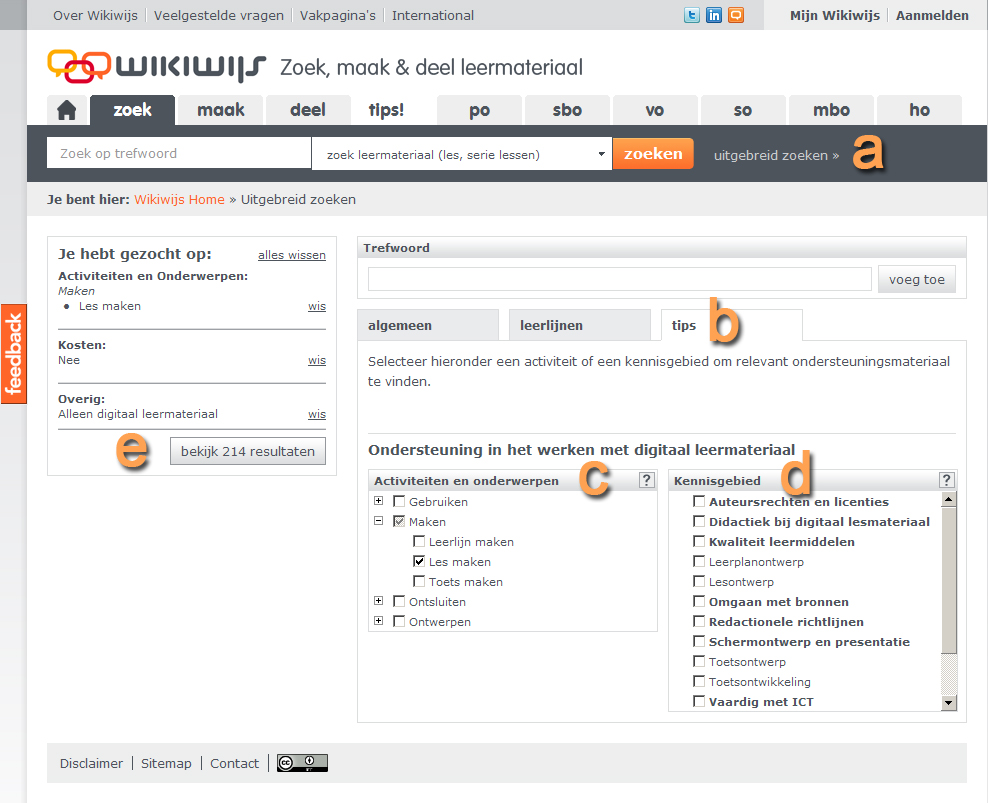 Over Wikiwijs | Veelgestelde vragen | Vakpagina's | International
Mijn Wikiwijs | Aanmelden
wikiwijs Zoek, maak & deel leermateriaal
zoek maak deel tips! po sbo vo so mbo ho
Zoek op trefwoord zoek leermateriaal (les, serie lessen) zoeken uitgebreid zoeken » a
Je bent hier: Wikiwijs Home » Uitgebreid zoeken
feedback
Je hebt gezocht op: alles wissen
Activiteiten en Onderwerpen:
Maken
• Les maken wis
Kosten:
Nee wis
Overig:
Alleen digitaal leermateriaal wis
e bekijk 214 resultaten
Trefwoord
voeg toe
algemeen leerlijnen tips b
Selecteer hieronder een activiteit of een kennisgebied om relevant ondersteuningsmateriaal
te vinden.
Ondersteuning in het werken met digitaal leermateriaal
Activiteiten en onderwerpen c ?
Gebruiken
Maken
Leerlijn maken
Les maken
Toets maken
Ontsluiten
Ontwerpen
Kennisgebied d ?
Auteursrechten en licenties
Didactiek bij digitaal lesmateriaal
Kwaliteit leermiddelen
Leerplanontwerp
Lesontwerp
Omgaan met bronnen
Redactionele richtlijnen
Schermontwerp en presentatie
Toetsontwerp
Toetsontwikkeling
Vaardig met ICT
Disclaimer | Sitemap | Contact | cc